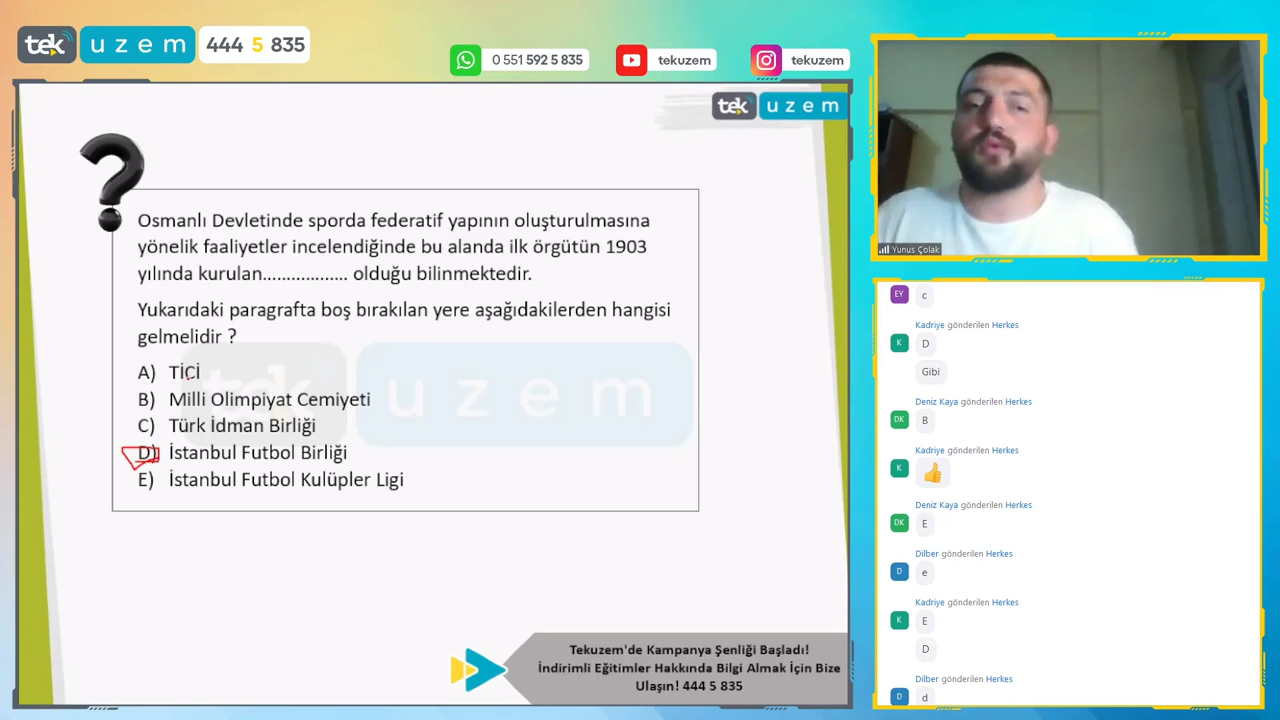 tek uzem 444 5 835
0 551 592 5 835
tekuzem
tekuzem
tek uzem
Osmanlı Devletinde sporda federatif yapının oluşturulmasına
yönelik faaliyetler incelendiğinde bu alanda ilk örgütün 1903
yılında kurulan.................. olduğu bilinmektedir.
Yukarıdaki paragrafta boş bırakılan yere aşağıdakilerden hangisi
gelmelidir ?
A) TİCİ
B) Milli Olimpiyat Cemiyeti
C) Türk İdman Birliği
D) İstanbul Futbol Birliği
E) İstanbul Futbol Kulüpler Ligi
tek uzem
Tekuzem'de Kampanya Şenliği Başladı!
İndirimli Eğitimler Hakkında Bilgi Almak İçin Bize
Ulaşın! 444 5 835
Yunus Çolak
EY c
Kadriye gönderilen Herkes
K D
Gibi
Deniz Kaya gönderilen Herkes
DK B
Kadriye gönderilen Herkes
K 👍
Deniz Kaya gönderilen Herkes
DK E
Dilber gönderilen Herkes
D e
Kadriye gönderilen Herkes
K E
D
Dilber gönderilen Herkes
D d